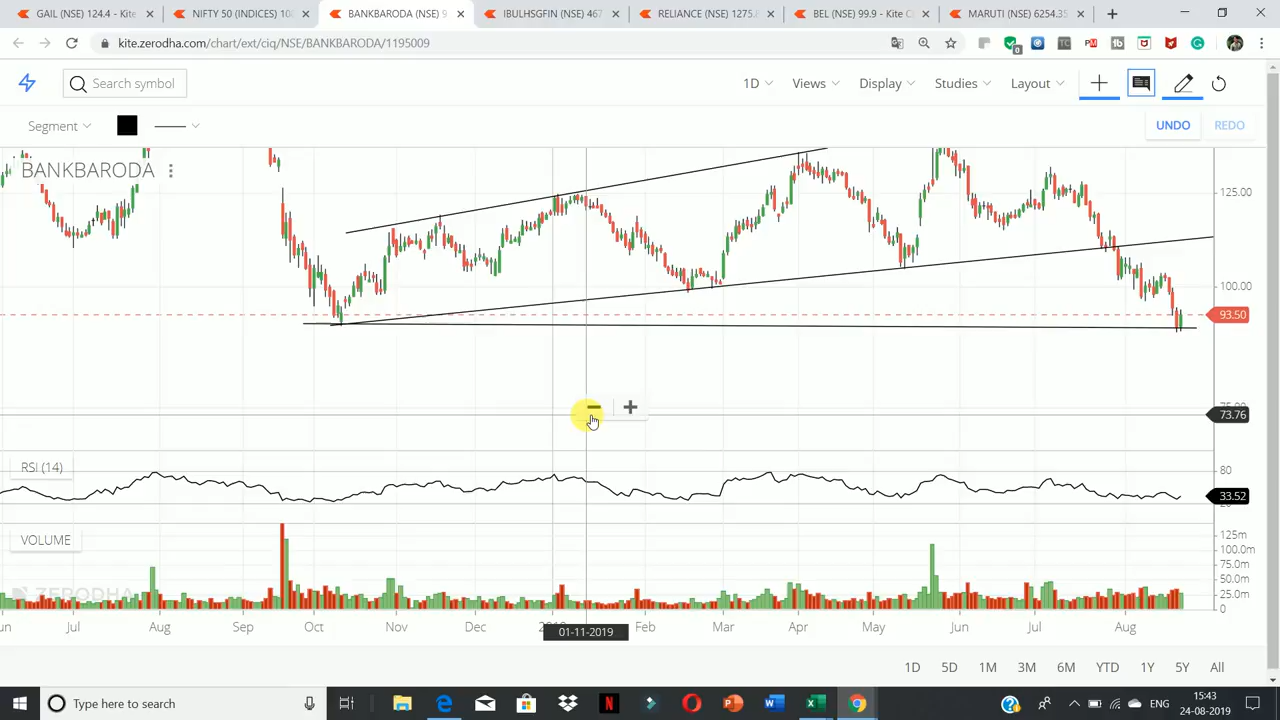 GAIL (NSE) 124.4 - Kite
NIFTY 50 (INDICES) 108
BANKBARODA (NSE) 9
IBULHSGFIN (NSE) 467
RELIANCE (NSE) 1275.
BEL (NSE) 99.9 - Kite C
MARUTI (NSE) 6254.35
kite.zerodha.com/chart/ext/ciq/NSE/BANKBARODA/1195009
Search symbol
1D
Views
Display
Studies
Layout
Segment
UNDO
REDO
BANKBARODA
125.00
100.00
93.50
75.00
73.76
RSI (14)
80
33.52
20
VOLUME
125m
100.0m
75.0m
50.0m
25.0m
0
ZERODHA
Jul
Aug
Sep
Oct
Nov
Dec
01-11-2019
Feb
Mar
Apr
May
Jun
Jul
Aug
1D
5D
1M
3M
6M
YTD
1Y
5Y
All
Type here to search
ENG
15:43
24-08-2019